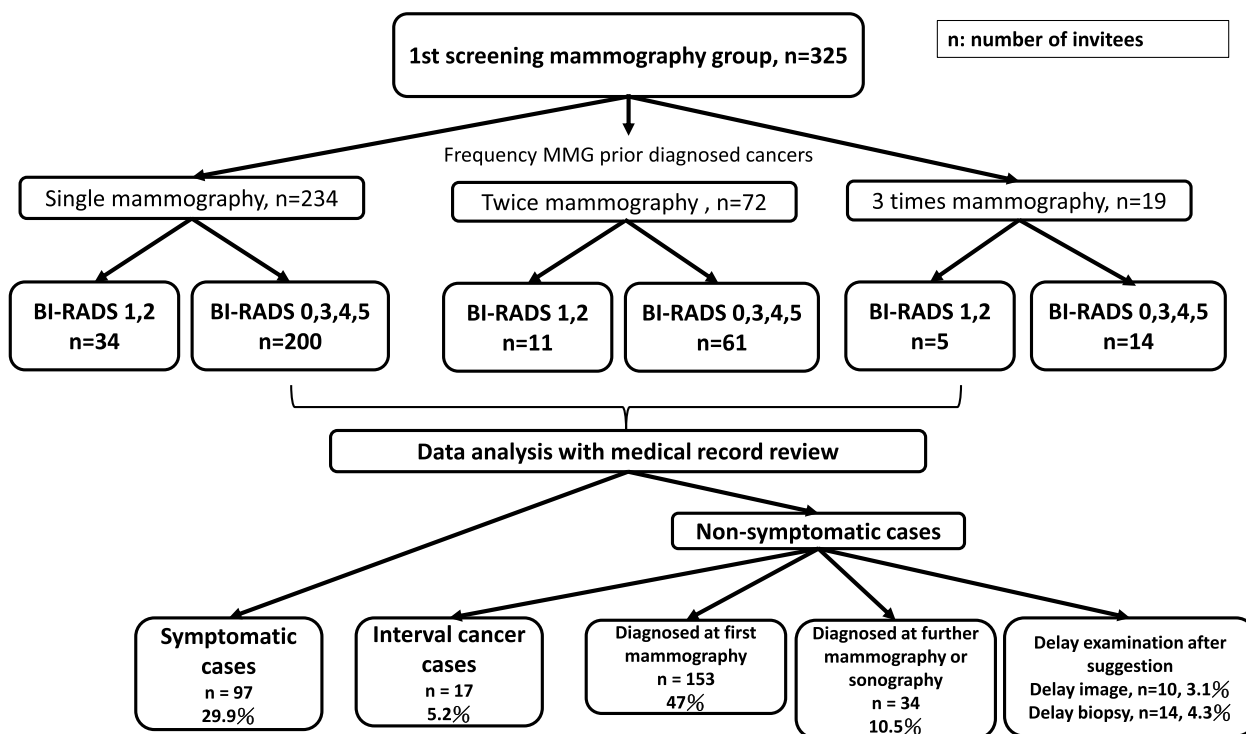 1st screening mammography group, n=325
n: number of invitees
Frequency MMG prior diagnosed cancers
Single mammography, n=234
Twice mammography , n=72
3 times mammography, n=19
BI-RADS 1,2
n=34
BI-RADS 0,3,4,5
n=200
BI-RADS 1,2
n=11
BI-RADS 0,3,4,5
n=61
BI-RADS 1,2
n=5
BI-RADS 0,3,4,5
n=14
Data analysis with medical record review
Non-symptomatic cases
Symptomatic
cases
n = 97
29.9%
Interval cancer
cases
n = 17
5.2%
Diagnosed at first
mammography
n = 153
47%
Diagnosed at further
mammography or
sonography
n = 34
10.5%
Delay examination after
suggestion
Delay image, n=10, 3.1%
Delay biopsy, n=14, 4.3%